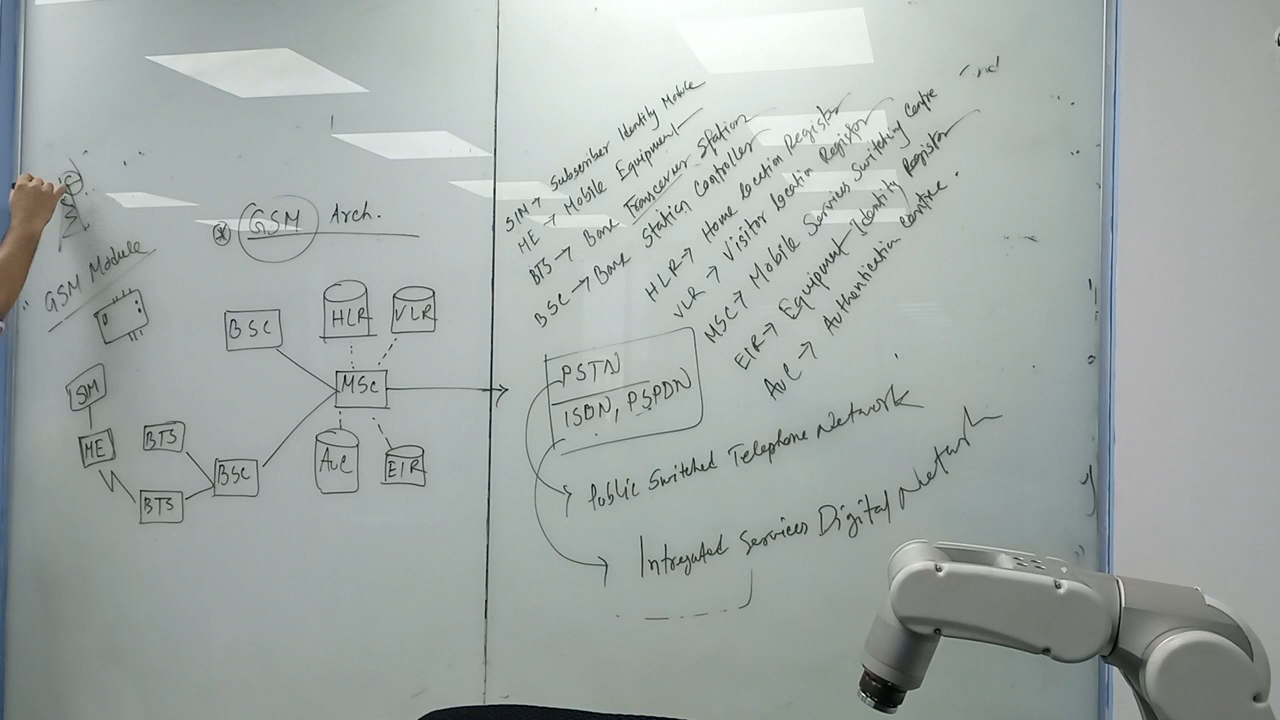 GSM Module
GSM Arch.
BSC
HLR
VLR
MSC
SIM
ME
BTS
BTS
BSC
AuC
EIR
SIM → Subscriber Identity Module
ME → Mobile Equipment
BTS → Base Transceiver Station
BSC → Base Station Controller
HLR → Home Location Register
VLR → Visitor Location Register
MSC → Mobile Services Switching Centre
EIR → Equipment Identity Register
AuC → Authentication Centre.
PSTN
ISDN, PSPDN
Public Switched Telephone Network
Intregated Services Digital Network